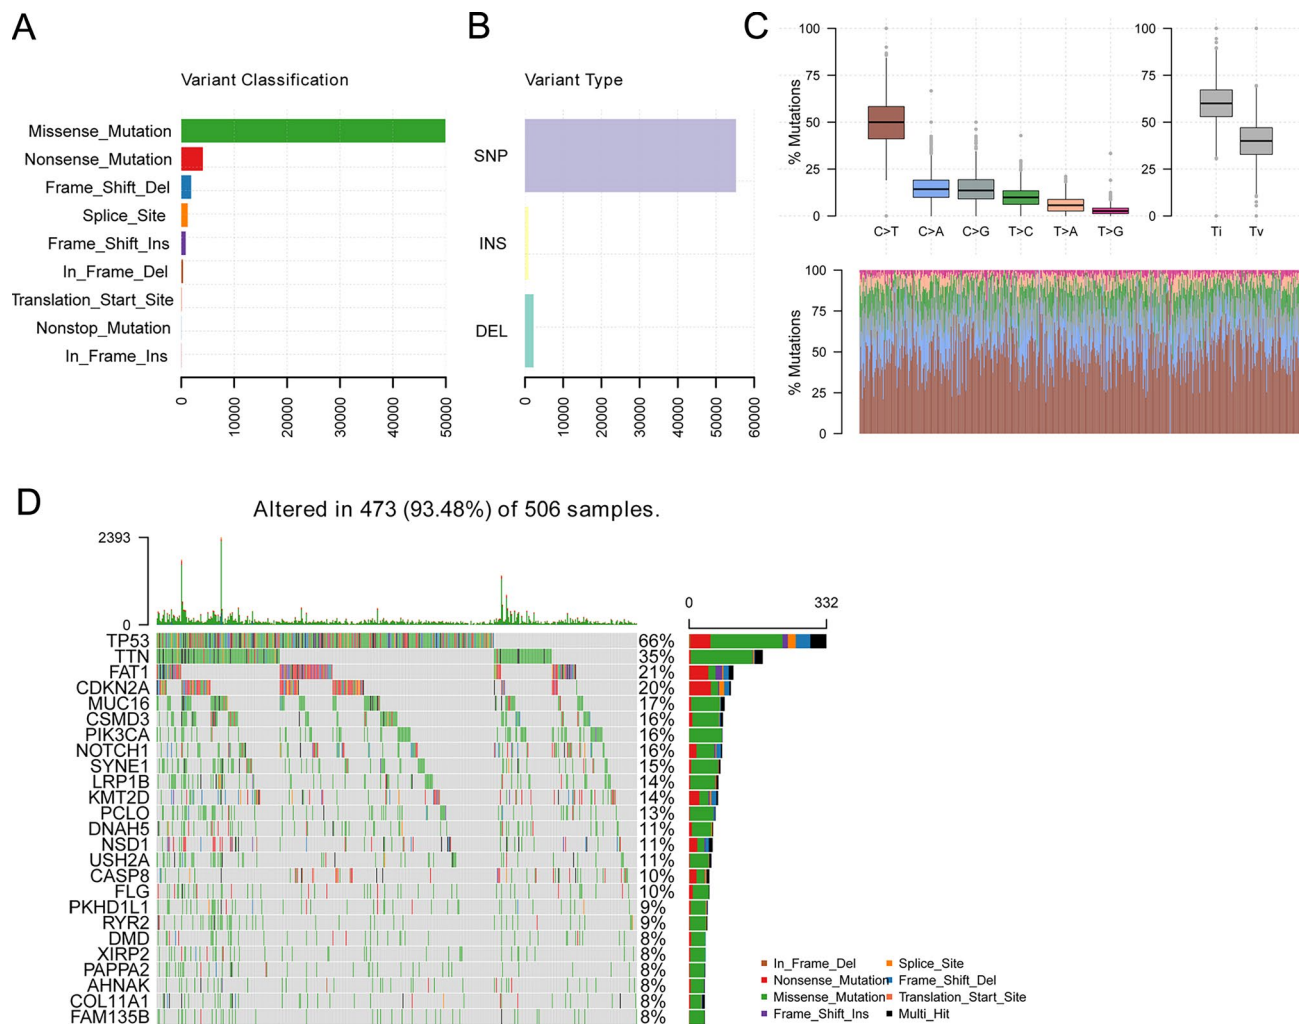 A
Variant Classification
Missense_Mutation
Nonsense_Mutation
Frame_Shift_Del
Splice_Site
Frame_Shift_Ins
In_Frame_Del
Translation_Start_Site
Nonstop_Mutation
In_Frame_Ins
0
10000
20000
30000
40000
50000
B
Variant Type
SNP
INS
DEL
0
10000
20000
30000
40000
50000
60000
C
% Mutations
100
75
50
25
0
C>T C>A C>G T>C T>A T>G
100
75
50
25
0
Ti Tv
% Mutations
100
75
50
25
0
D
Altered in 473 (93.48%) of 506 samples.
2393
0
0 332
TP53 66%
TTN 35%
FAT1 21%
CDKN2A 20%
MUC16 17%
CSMD3 16%
PIK3CA 16%
NOTCH1 16%
SYNE1 15%
LRP1B 14%
KMT2D 14%
PCLO 13%
DNAH5 11%
NSD1 11%
USH2A 11%
CASP8 10%
FLG 10%
PKHD1L1 9%
RYR2 9%
DMD 8%
XIRP2 8%
PAPPA2 8%
AHNAK 8%
COL11A1 8%
FAM135B 8%
In_Frame_Del Splice_Site
Nonsense_Mutation Frame_Shift_Del
Missense_Mutation Translation_Start_Site
Frame_Shift_Ins Multi_Hit